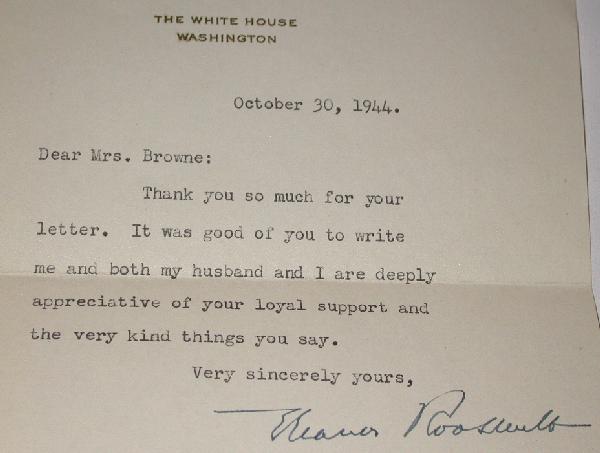 THE WHITE HOUSE
WASHINGTON
October 30, 1944.
Dear Mrs. Browne:
Thank you so much for your
letter. It was good of you to write
me and both my husband and I are deeply
appreciative of your loyal support and
the very kind things you say.
Very sincerely yours,
Eleanor Roosevelt